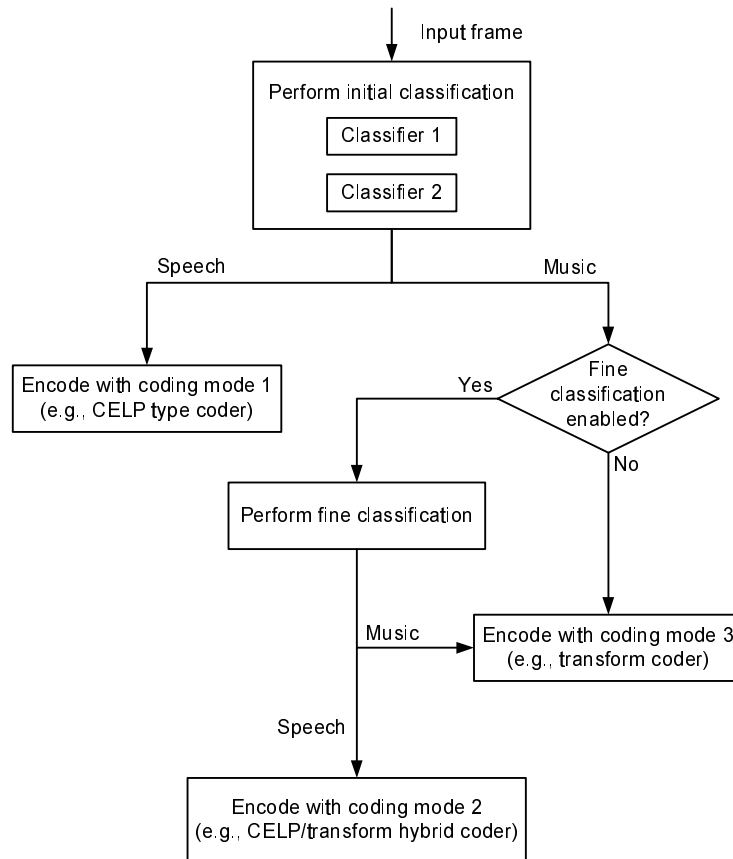 Input frame
Perform initial classification
Classifier 1
Classifier 2
Speech
Music
Encode with coding mode 1
(e.g., CELP type coder)
Fine
classification
enabled?
Yes
No
Perform fine classification
Music
Encode with coding mode 3
(e.g., transform coder)
Speech
Encode with coding mode 2
(e.g., CELP/transform hybrid coder)